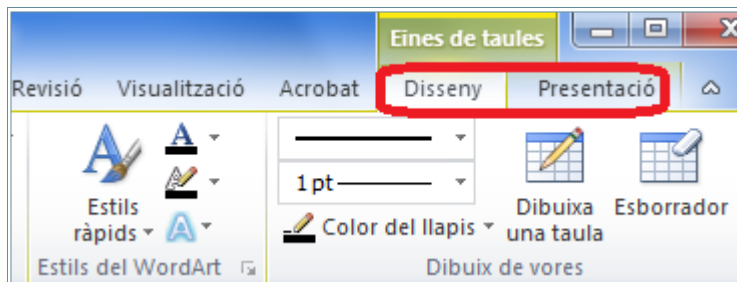 Eines de taules
Revisió Visualització Acrobat Disseny Presentació
1 pt
Estils ràpids
Color del llapis
Dibuixa una taula
Esborrador
Estils del WordArt
Dibuix de vores